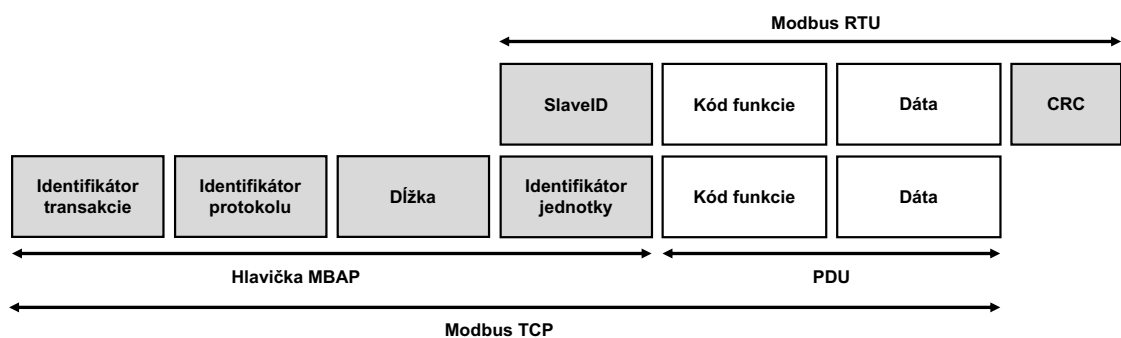 Modbus RTU
SlaveID
Kód funkcie
Dáta
CRC
Identifikátor
transakcie
Identifikátor
protokolu
Dĺžka
Identifikátor
jednotky
Kód funkcie
Dáta
Hlavička MBAP
PDU
Modbus TCP